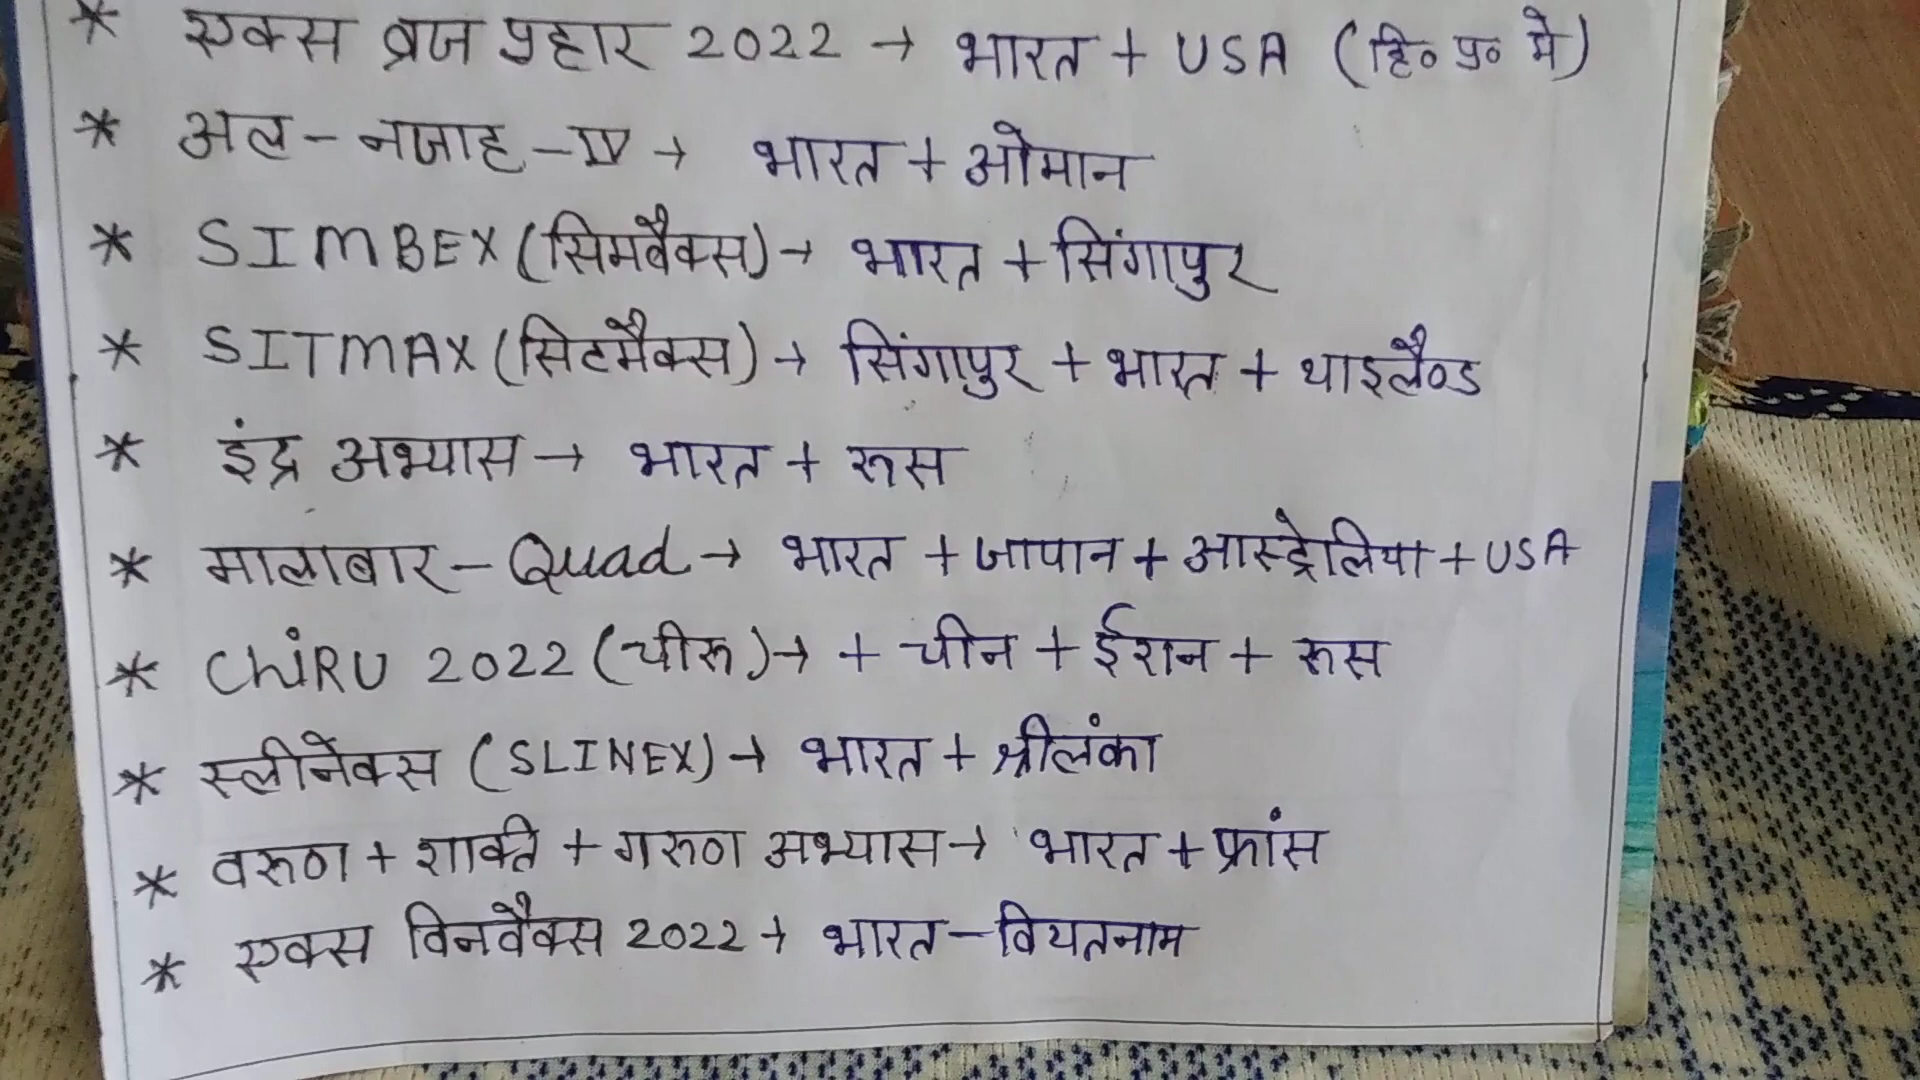 * एक्स व्रज प्रहार 2022 → भारत + USA (हि० प्र० मे)
* अल - नजाह - IV → भारत + ओमान
* SIMBEX (सिमबैक्स) → भारत + सिंगापुर
* SITMAX (सिटमैक्स) → सिंगापुर + भारत + थाइलैण्ड
* इंद्र अभ्यास → भारत + रूस
* मालाबार - Quad → भारत + जापान + आस्ट्रेलिया + USA
* ChiRU 2022 (चीरू) → + चीन + ईरान + रूस
* स्लीनेक्स (SLINEX) → भारत + श्रीलंका
* वरुण + शक्ति + गरुण अभ्यास → भारत + फ्रांस
* एक्स विनबैक्स 2022 → भारत - वियतनाम